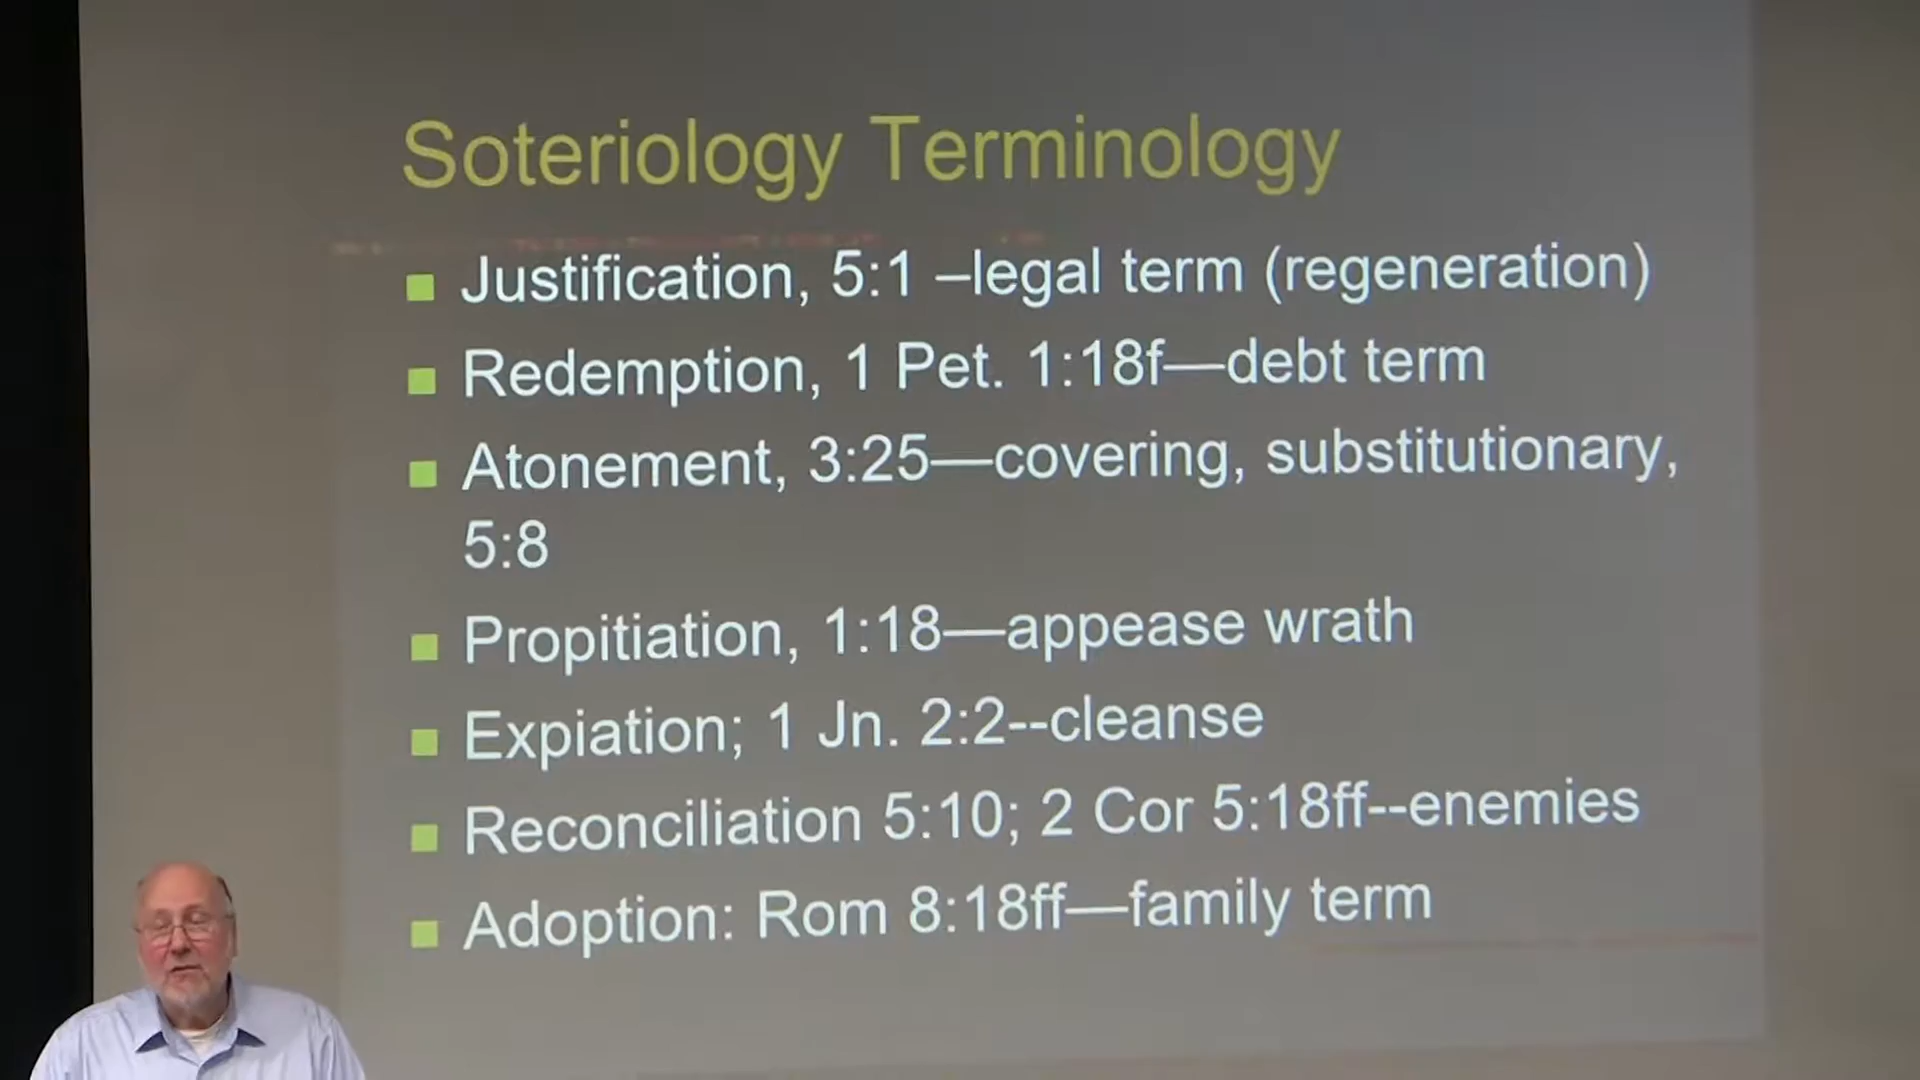 Soteriology Terminology
Justification, 5:1 –legal term (regeneration)
Redemption, 1 Pet. 1:18f—debt term
Atonement, 3:25—covering, substitutionary,
5:8
Propitiation, 1:18—appease wrath
Expiation; 1 Jn. 2:2--cleanse
Reconciliation 5:10; 2 Cor 5:18ff--enemies
Adoption: Rom 8:18ff—family term